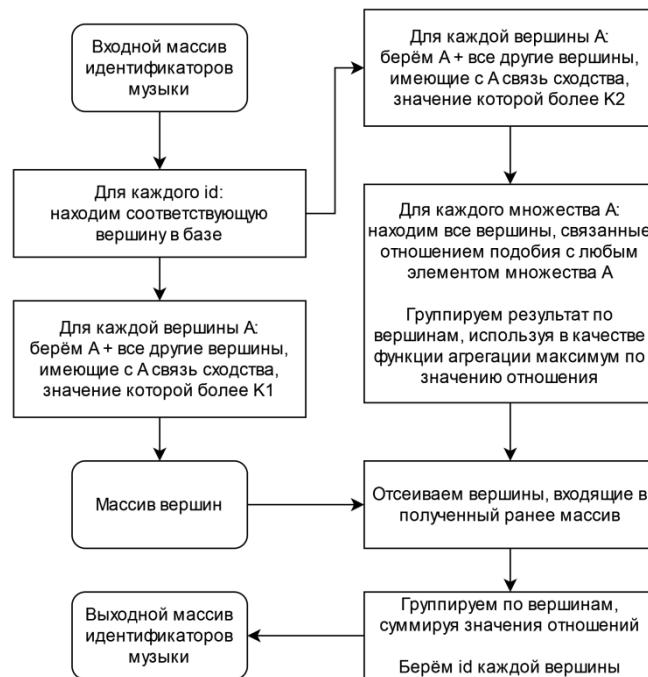 Входной массив
идентификаторов
музыки
Для каждого id:
находим соответствующую
вершину в базе
Для каждой вершины A:
берём A + все другие вершины,
имеющие с A связь сходства,
значение которой более K1
Массив вершин
Для каждой вершины A:
берём A + все другие вершины,
имеющие с A связь сходства,
значение которой более K2
Для каждого множества A:
находим все вершины, связанные
отношением подобия с любым
элементом множества A
Группируем результат по
вершинам, используя в качестве
функции агрегации максимум по
значению отношения
Отсеиваем вершины, входящие в
полученный ранее массив
Группируем по вершинам,
суммируя значения отношений
Берём id каждой вершины
Выходной массив
идентификаторов
музыки